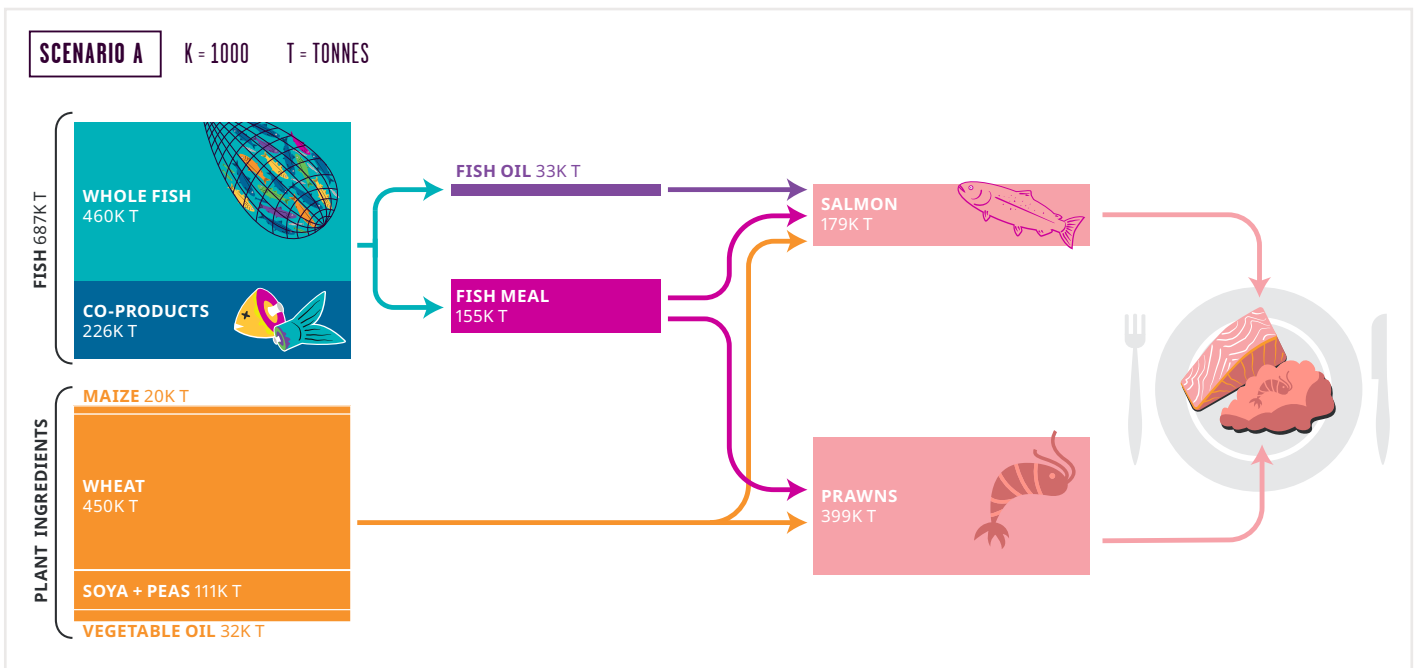 SCENARIO A K = 1000 T = TONNES
FISH 687K T
WHOLE FISH
460K T
CO-PRODUCTS
226K T
PLANT INGREDIENTS
MAIZE 20K T
WHEAT
450K T
SOYA + PEAS 111K T
VEGETABLE OIL 32K T
FISH OIL 33K T
FISH MEAL
155K T
SALMON
179K T
PRAWNS
399K T